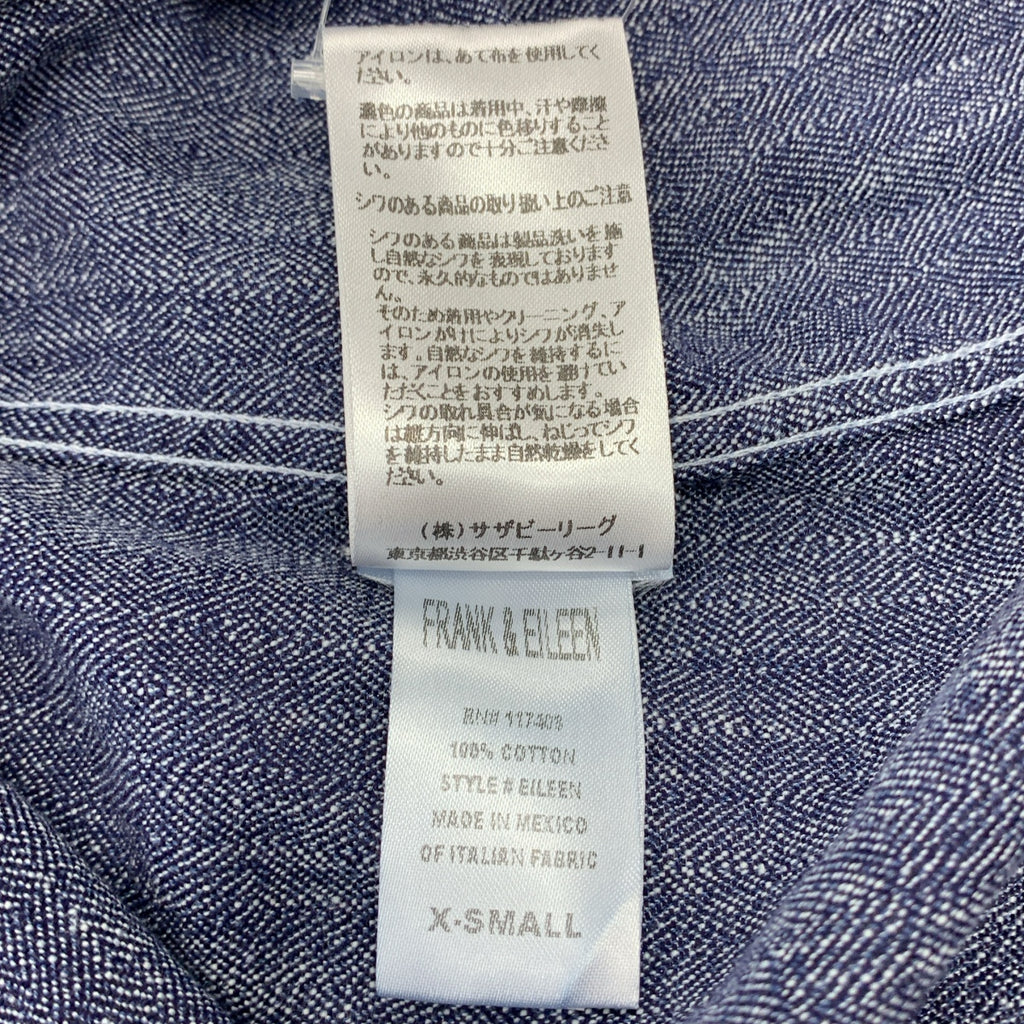 アイロンは、あて布を使用してく
ださい。
濃色の商品は着用中、汗や摩擦
により他のものに色移りすること
がありますので十分ご注意くださ
い。
シワのある商品の取り扱い上のご注意
シワのある商品は製品洗いを施
し自然なシワを表現しております
ので、永久的なものではありませ
ん。
そのため着用やクリーニング、ア
イロンがけによりシワが消失し
ます。自然なシワを維持するに
は、アイロンの使用を避けてい
ただくことをおすすめします。
シワの取れ具合が気になる場合
は縦方向に伸ばし、ねじってシワ
を維持したまま自然乾燥をしてく
ださい。
(株)サザビーリーグ
東京都渋谷区千駄ヶ谷2-11-1
FRANK & EILEEN
RN# 117408
100% COTTON
STYLE # EILEEN
MADE IN MEXICO
OF ITALIAN FABRIC
X-SMALL